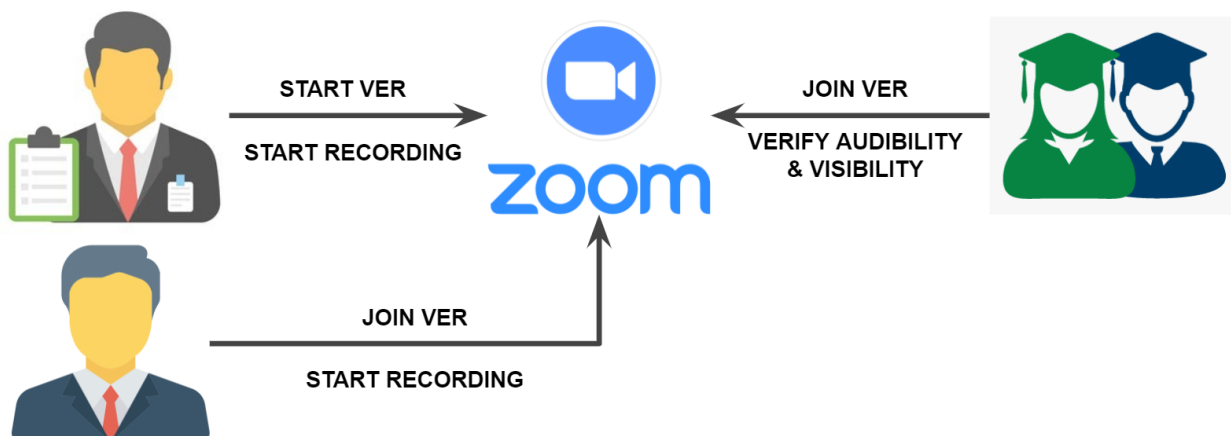 START VER
START RECORDING
zoom
JOIN VER
VERIFY AUDIBILITY
& VISIBILITY
JOIN VER
START RECORDING